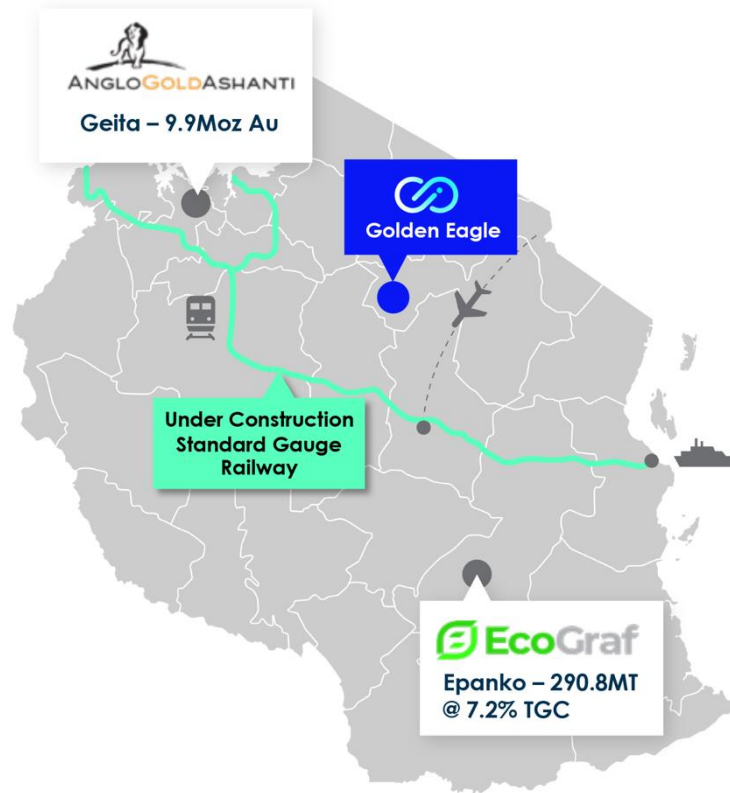 ANGLOGOLDASHANTI
Geita – 9.9Moz Au
Golden Eagle
Under Construction
Standard Gauge
Railway
EcoGraf
Epanko – 290.8MT
@ 7.2% TGC